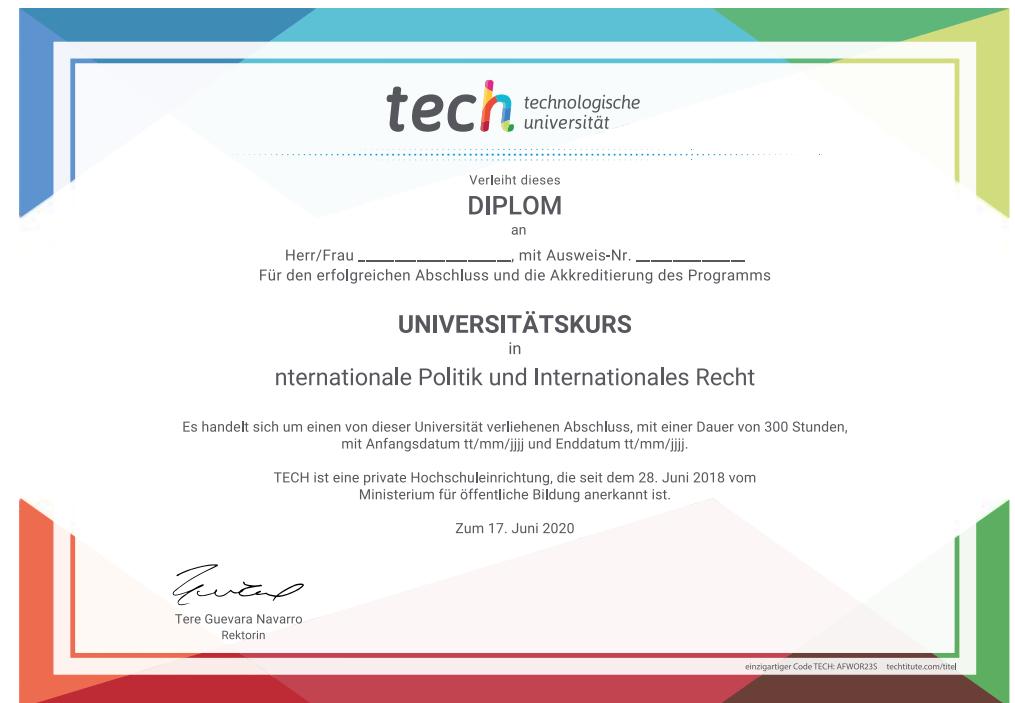 tech technologische
universität
Verleiht dieses
DIPLOM
an
Herr/Frau ____________________, mit Ausweis-Nr. ______________
Für den erfolgreichen Abschluss und die Akkreditierung des Programms
UNIVERSITÄTSKURS
in
nternationale Politik und Internationales Recht
Es handelt sich um einen von dieser Universität verliehenen Abschluss, mit einer Dauer von 300 Stunden,
mit Anfangsdatum tt/mm/jjjj und Enddatum tt/mm/jjjj.
TECH ist eine private Hochschuleinrichtung, die seit dem 28. Juni 2018 vom
Ministerium für öffentliche Bildung anerkannt ist.
Zum 17. Juni 2020
Tere Guevara Navarro
Rektorin
einzigartiger Code TECH: AFWOR23S techtitute.com/titel